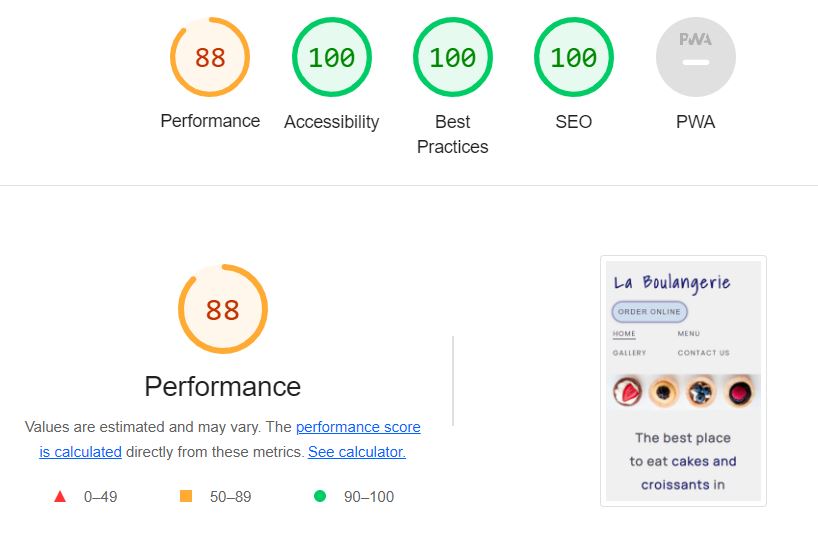 88
100
100
100
PWA
Performance
Accessibility
Best
Practices
SEO
PWA
88
Performance
Values are estimated and may vary. The performance score
is calculated directly from these metrics. See calculator.
0–49
50–89
90–100
La Boulangerie
ORDER ONLINE
HOME
MENU
GALLERY
CONTACT US
The best place
to eat cakes and
croissants in